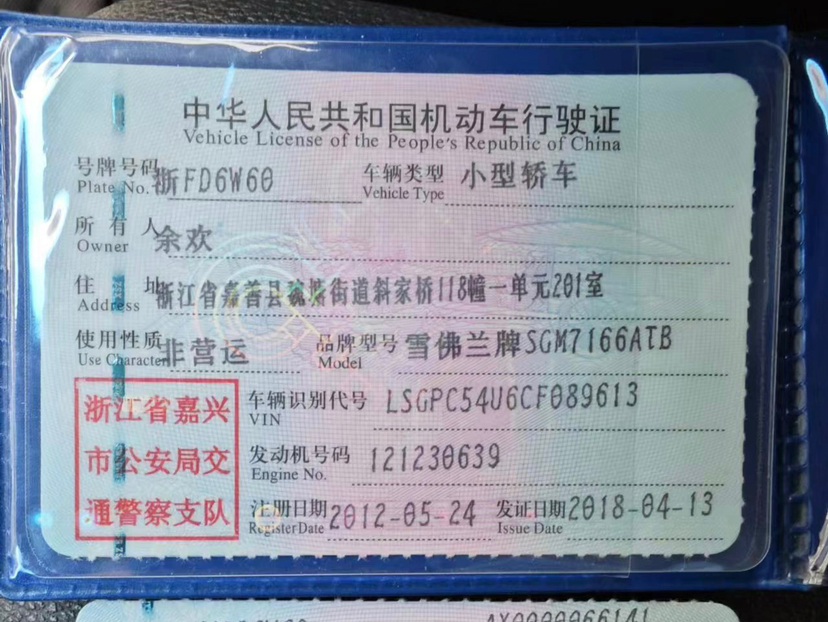 中华人民共和国机动车行驶证
Vehicle License of the People's Republic of China
号牌号码 浙FD6W60 车辆类型 小型轿车
Plate No. Vehicle Type
所有人 余欢
Owner
住址 浙江省嘉善县魏塘街道斜家桥118幢一单元201室
Address
使用性质 非营运 品牌型号 雪佛兰牌SGM7166ATB
Use Character Model
浙江省嘉兴
市公安局交
通警察支队
车辆识别代号 LSGPC54U6CF089613
VIN
发动机号码 121230639
Engine No.
注册日期 2012-05-24 发证日期 2018-04-13
Register Date Issue Date